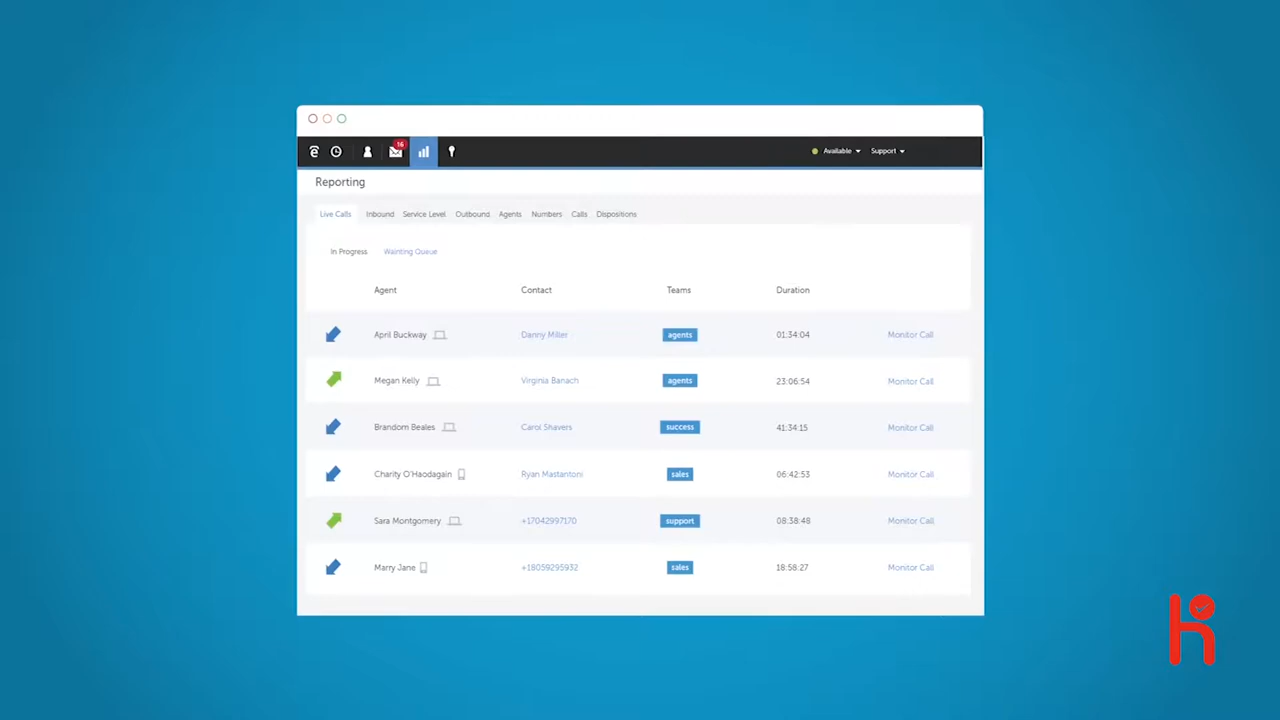 16
Available Support
Reporting
Live Calls Inbound Service Level Outbound Agents Numbers Calls Dispositions
In Progress Wainting Queue
Agent Contact Teams Duration
April Buckway Danny Miller agents 01:34:04 Monitor Call
Megan Kelly Virginia Banach agents 23:06:54 Monitor Call
Brandom Beales Carol Shavers success 41:34:15 Monitor Call
Charity O'Haodagain Ryan Mastantoni sales 06:42:53 Monitor Call
Sara Montgomery +17042997170 support 08:38:48 Monitor Call
Marry Jane +18059295932 sales 18:58:27 Monitor Call